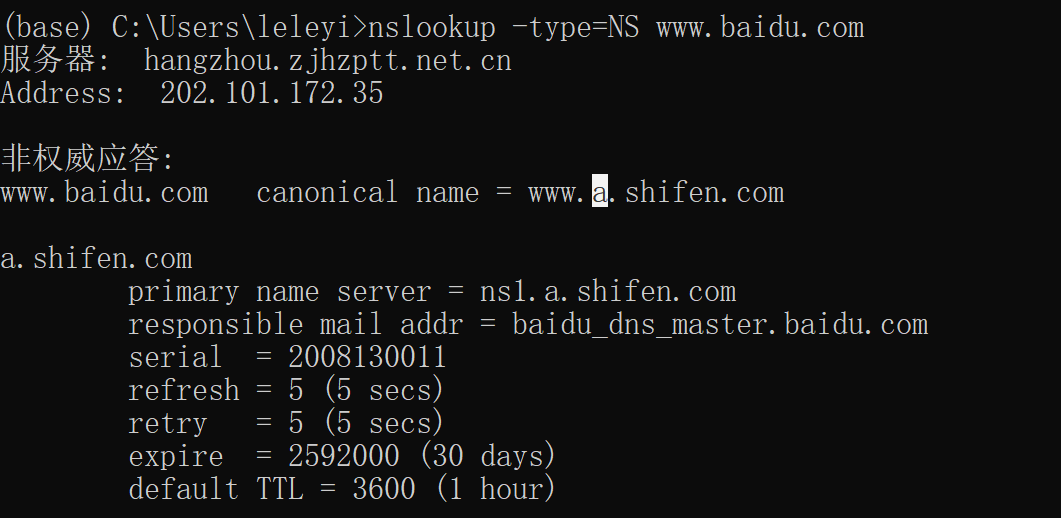 (base) C:\Users\leleyi>nslookup -type=NS www.baidu.com
服务器:  hangzhou.zjhzptt.net.cn
Address:  202.101.172.35
非权威应答:
www.baidu.com   canonical name = www.a.shifen.com
a.shifen.com
        primary name server = ns1.a.shifen.com
        responsible mail addr = baidu_dns_master.baidu.com
        serial  = 2008130011
        refresh = 5 (5 secs)
        retry   = 5 (5 secs)
        expire  = 2592000 (30 days)
        default TTL = 3600 (1 hour)